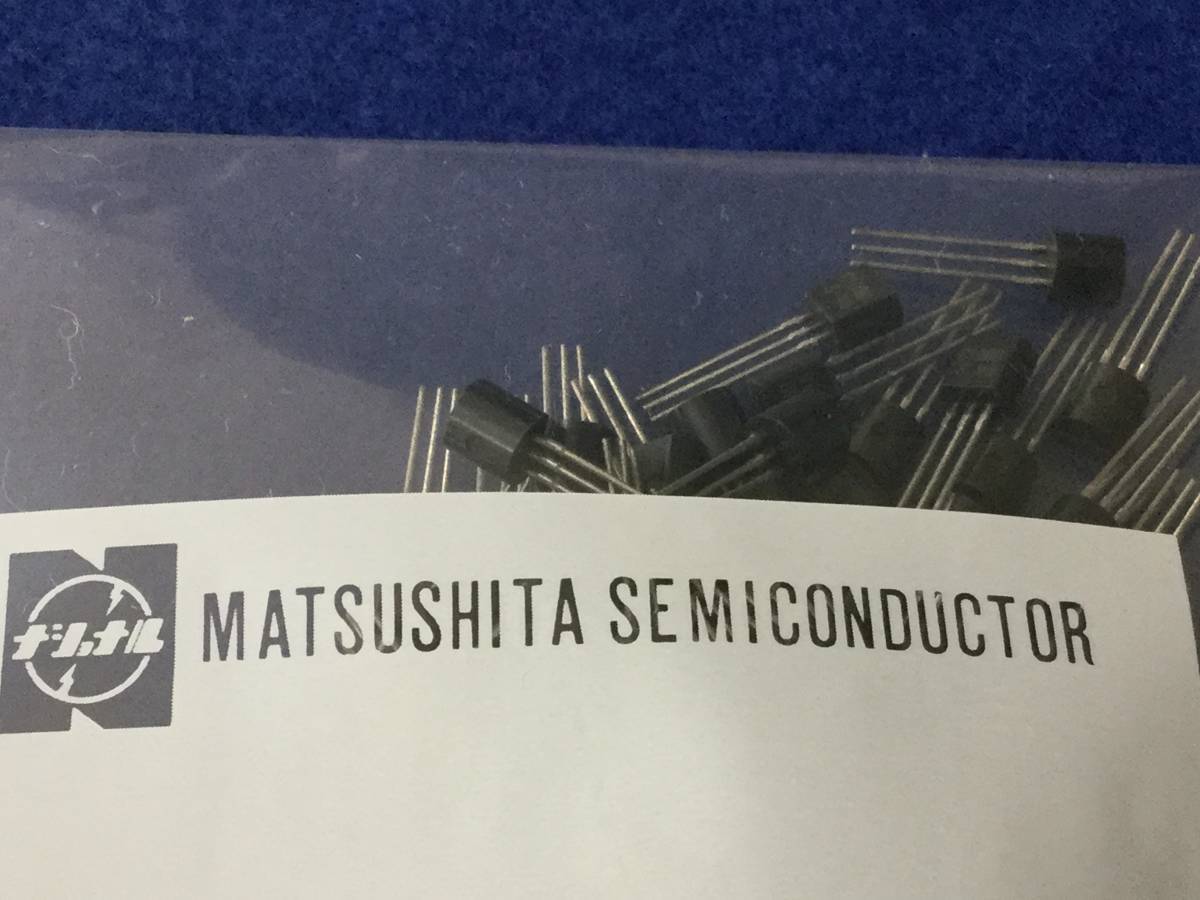 ナショナル
MATSUSHITA SEMICONDUCTOR